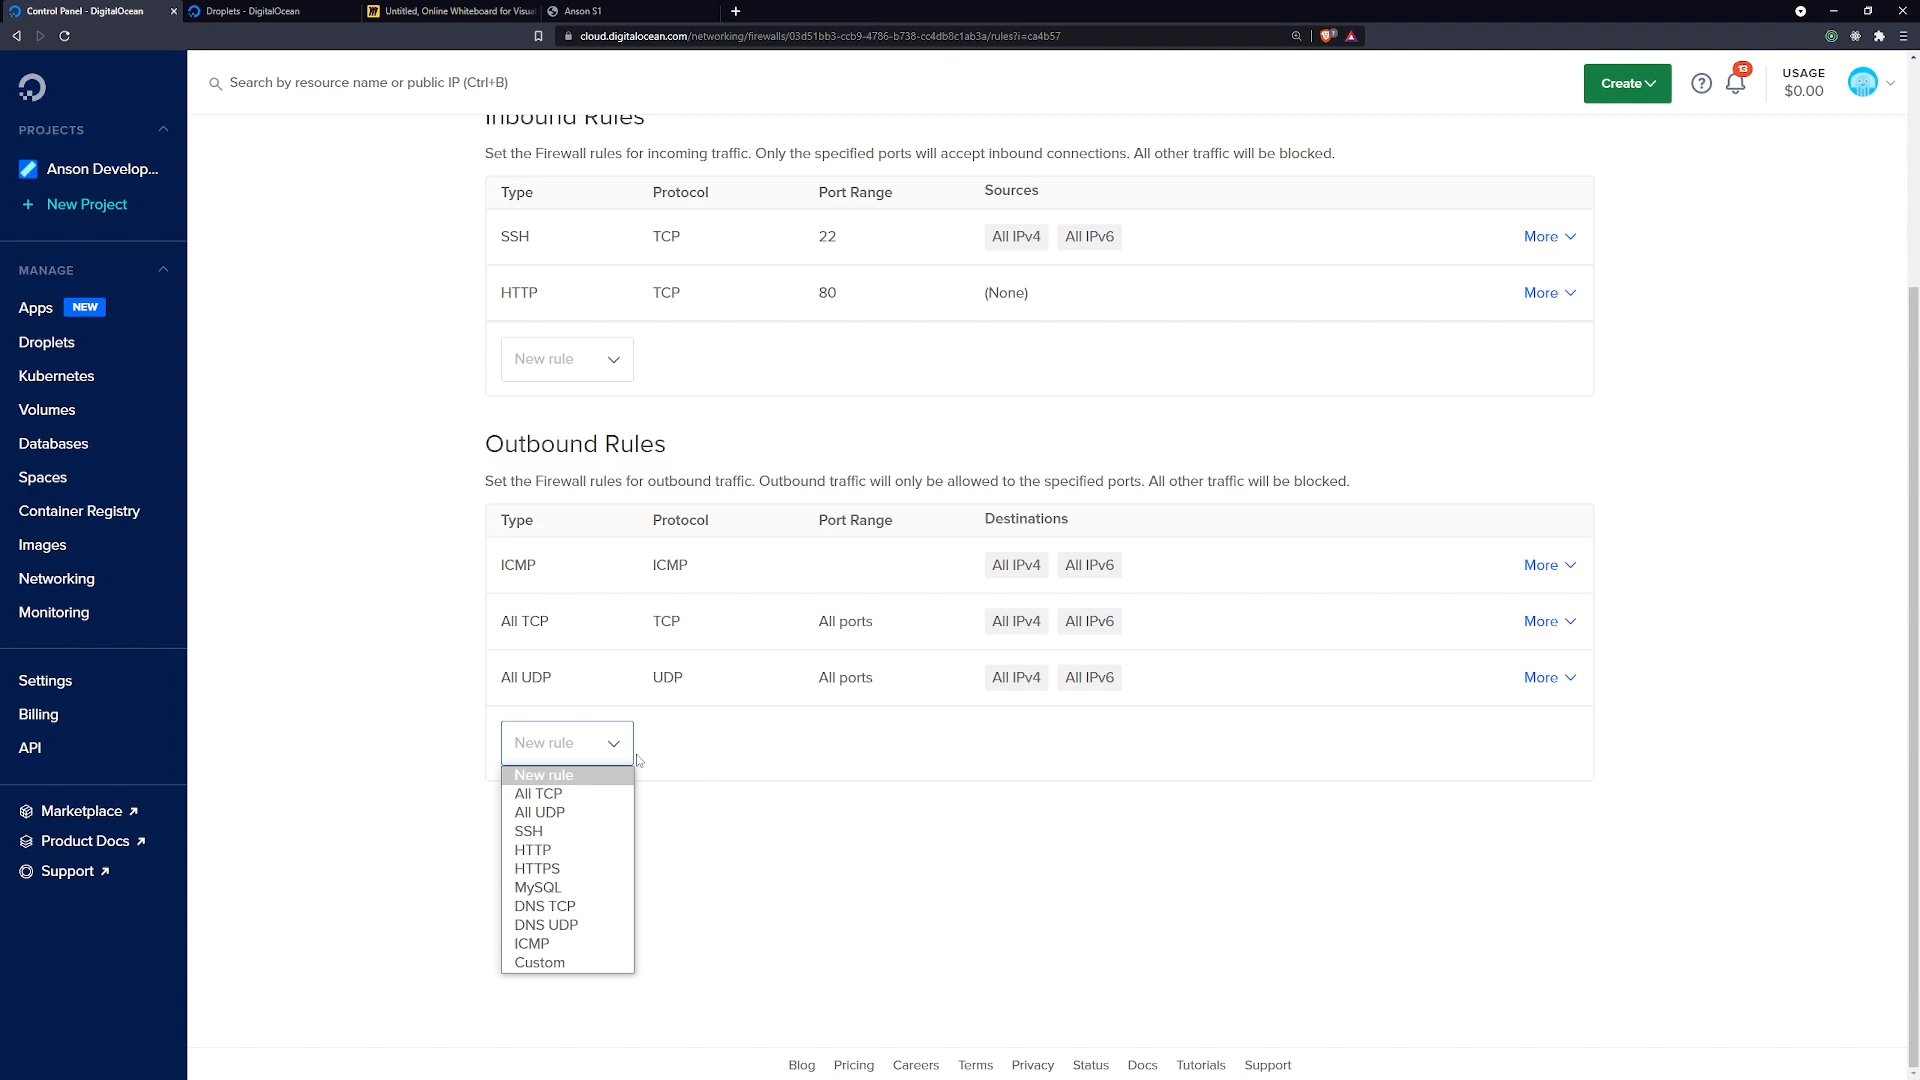 Control Panel - DigitalOcean
Droplets - DigitalOcean
Untitled, Online Whiteboard for Visua
Anson S1
cloud.digitalocean.com/networking/firewalls/03d51bb3-ccb9-4786-b738-cc4db8c1ab3a/rules?i=ca4b57
Search by resource name or public IP (Ctrl+B)
Create
13
USAGE
$0.00
PROJECTS
Anson Develop...
+ New Project
MANAGE
Apps NEW
Droplets
Kubernetes
Volumes
Databases
Spaces
Container Registry
Images
Networking
Monitoring
Settings
Billing
API
Marketplace
Product Docs
Support
Inbound Rules
Set the Firewall rules for incoming traffic. Only the specified ports will accept inbound connections. All other traffic will be blocked.
Type Protocol Port Range Sources
SSH TCP 22 All IPv4 All IPv6 More
HTTP TCP 80 (None) More
New rule
Outbound Rules
Set the Firewall rules for outbound traffic. Outbound traffic will only be allowed to the specified ports. All other traffic will be blocked.
Type Protocol Port Range Destinations
ICMP ICMP All IPv4 All IPv6 More
All TCP TCP All ports All IPv4 All IPv6 More
All UDP UDP All ports All IPv4 All IPv6 More
New rule
New rule
All TCP
All UDP
SSH
HTTP
HTTPS
MySQL
DNS TCP
DNS UDP
ICMP
Custom
Blog Pricing Careers Terms Privacy Status Docs Tutorials Support